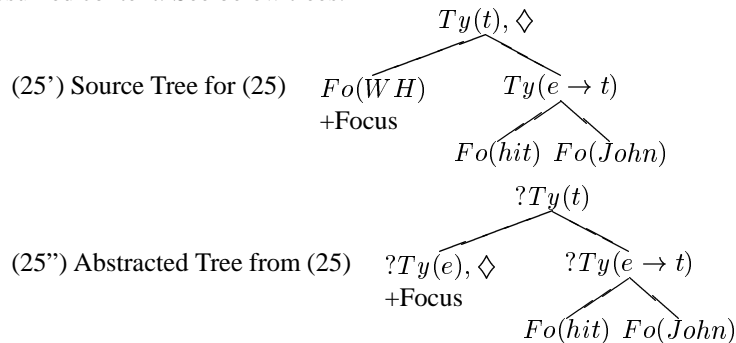 Ty(t), ♢
(25') Source Tree for (25) Fo(WH) Ty(e → t)
+Focus
Fo(hit) Fo(John)
?Ty(t)
(25") Abstracted Tree from (25) ?Ty(e), ♢ ?Ty(e → t)
+Focus
Fo(hit) Fo(John)